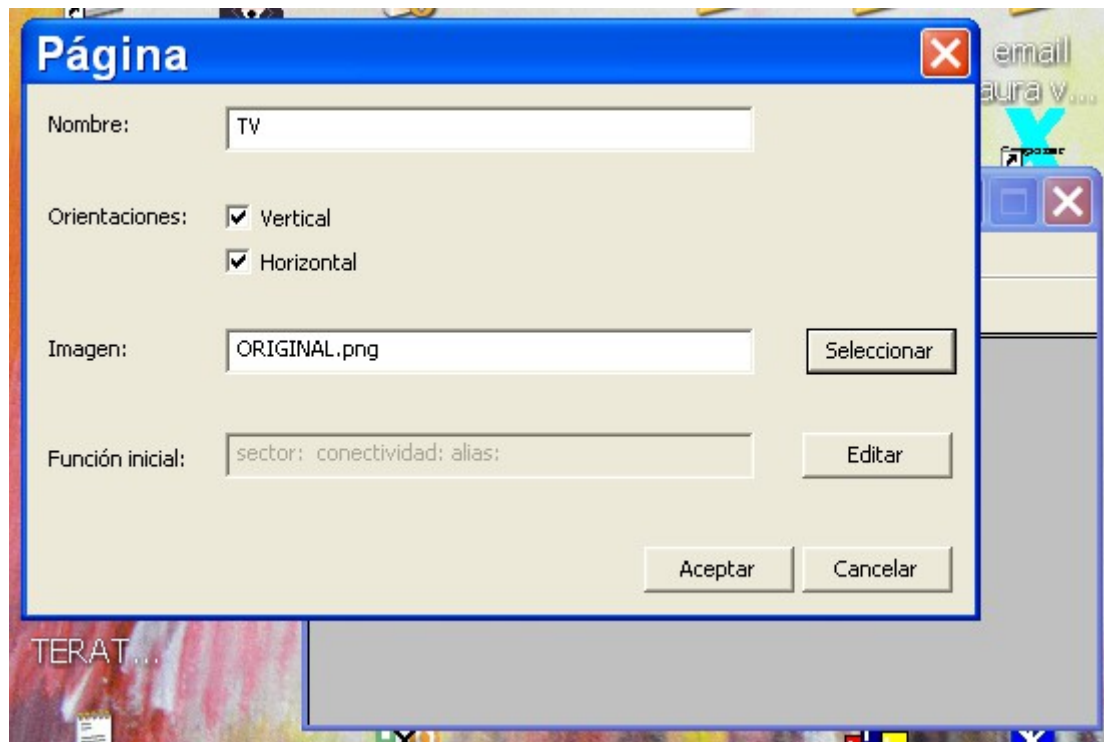 Página
email
aura v...
Nombre:
TV
Orientaciones:
Vertical
Horizontal
Imagen:
ORIGINAL.png
Seleccionar
Función inicial:
sector: conectividad: alias:
Editar
Aceptar
Cancelar
TERAT...